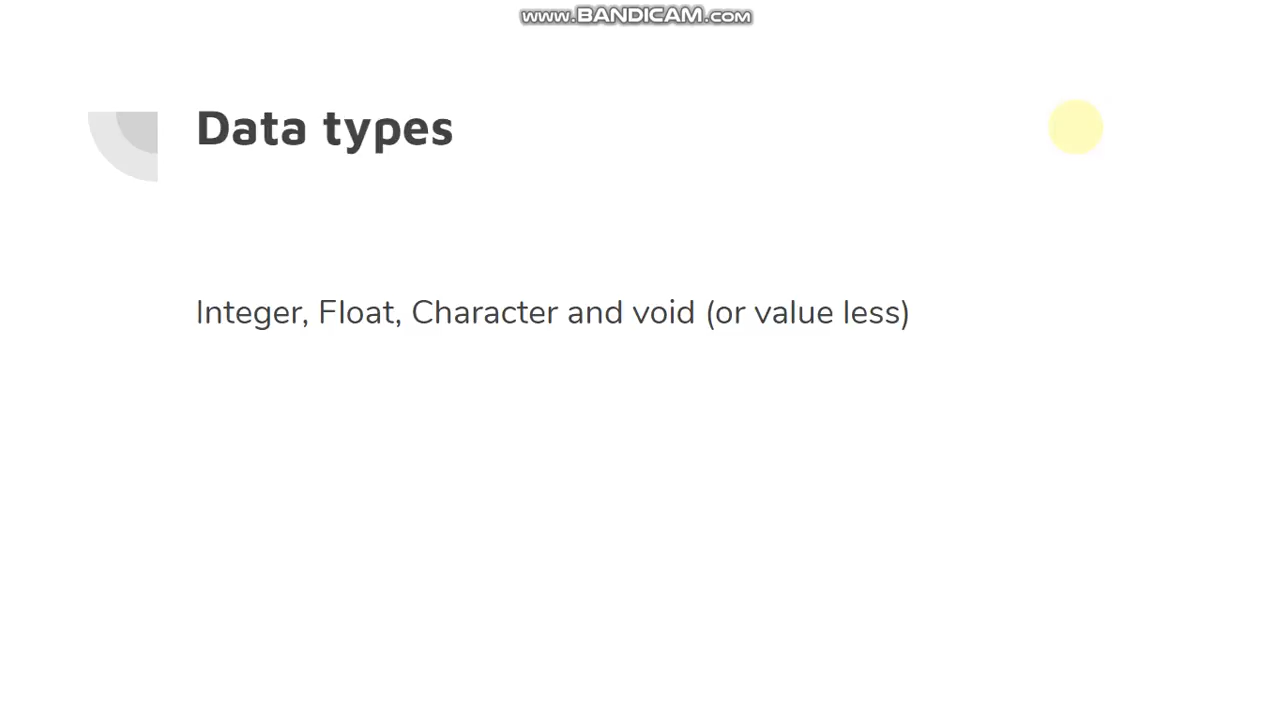 www.BANDICAM.com
Data types
Integer, Float, Character and void (or value less)